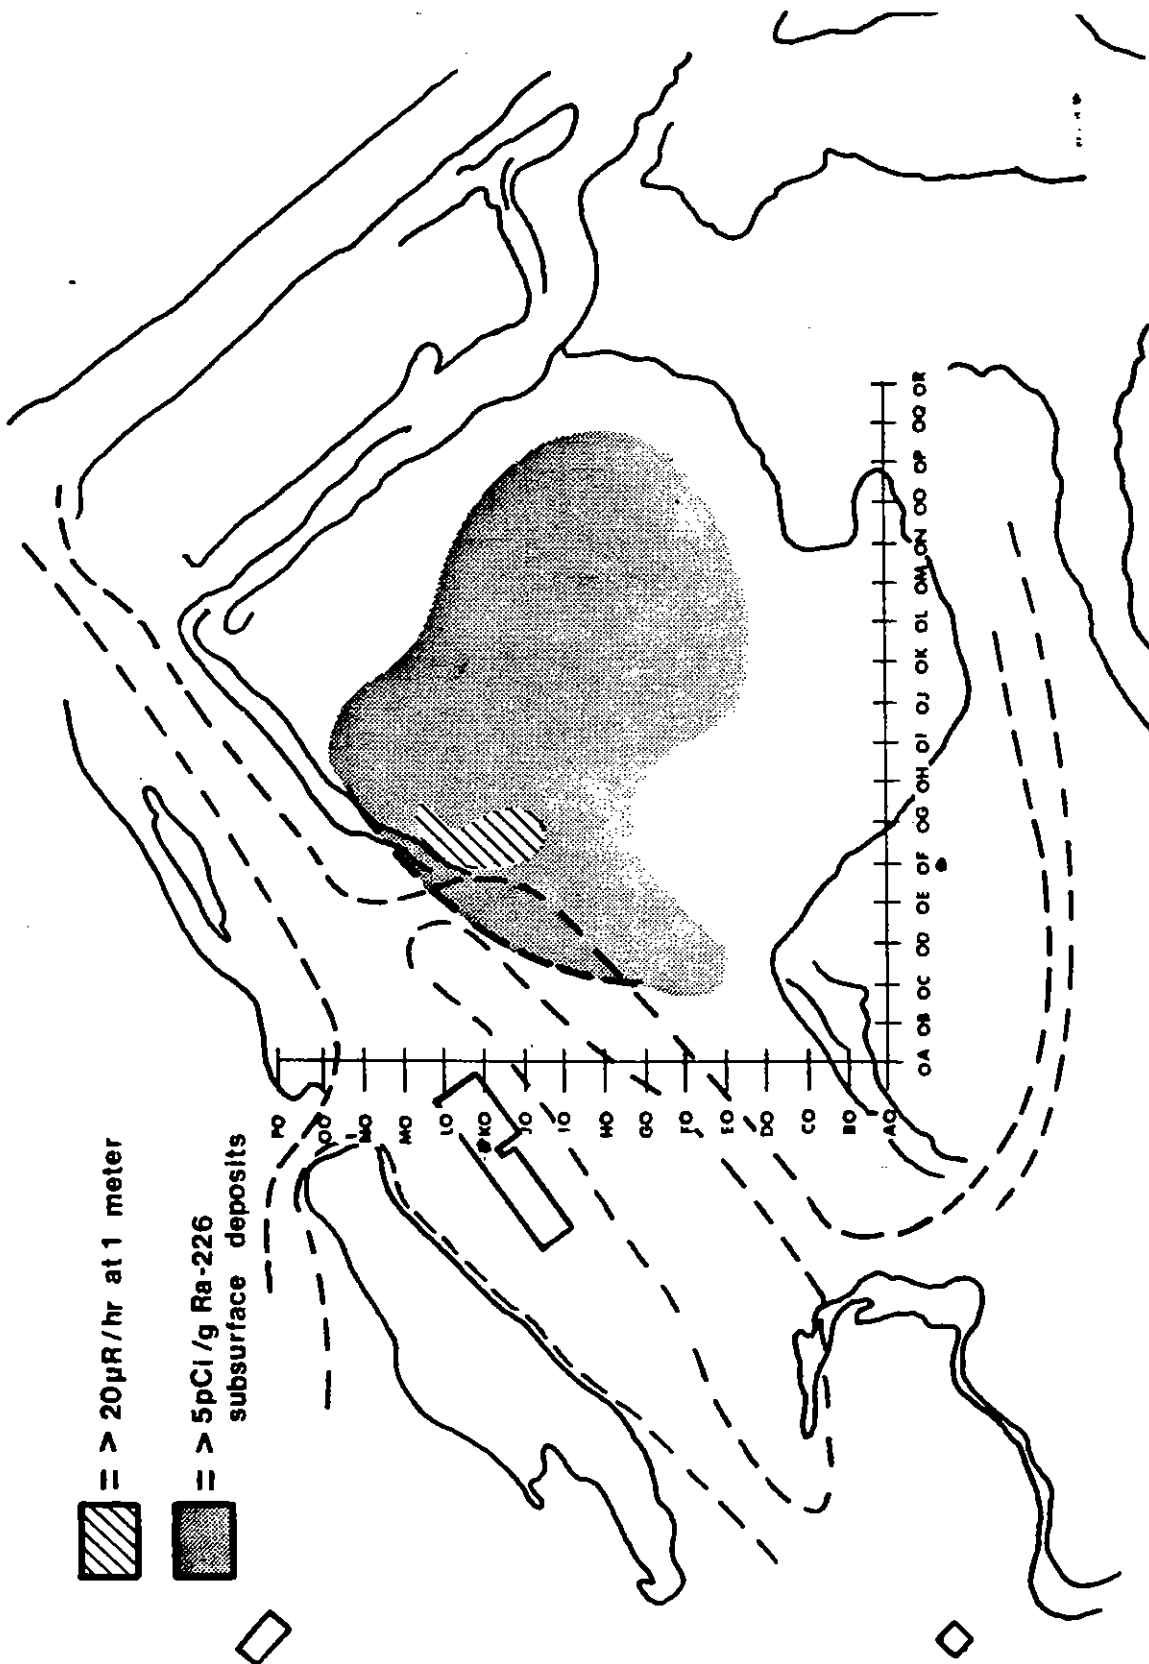 = > 20µR/hr at 1 meter
= > 5pCi/g Ra-226
subsurface deposits
PO
OO
NO
MO
LO
KO
JO
IO
HO
GO
FO
EO
DO
CO
BO
AO
OA OB OC OD OE OF OG OH OI OJ OK OL OM ON OO OP OQ OR